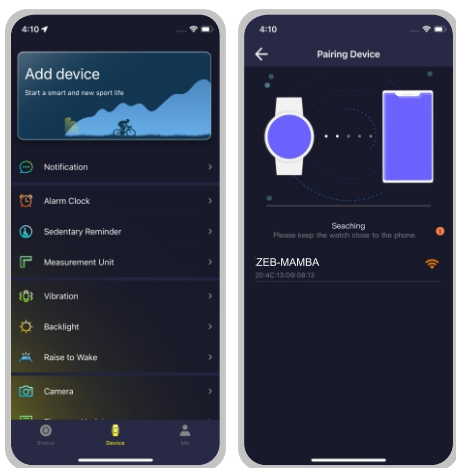 4:10
Add device
Start a smart and new sport life
Notification
Alarm Clock
Sedentary Reminder
Measurement Unit
Vibration
Backlight
Raise to Wake
Camera
Status
Device
Me
4:10
Pairing Device
Seaching
Please keep the watch close to the phone.
ZEB-MAMBA
20:4C:13:D9:08:13